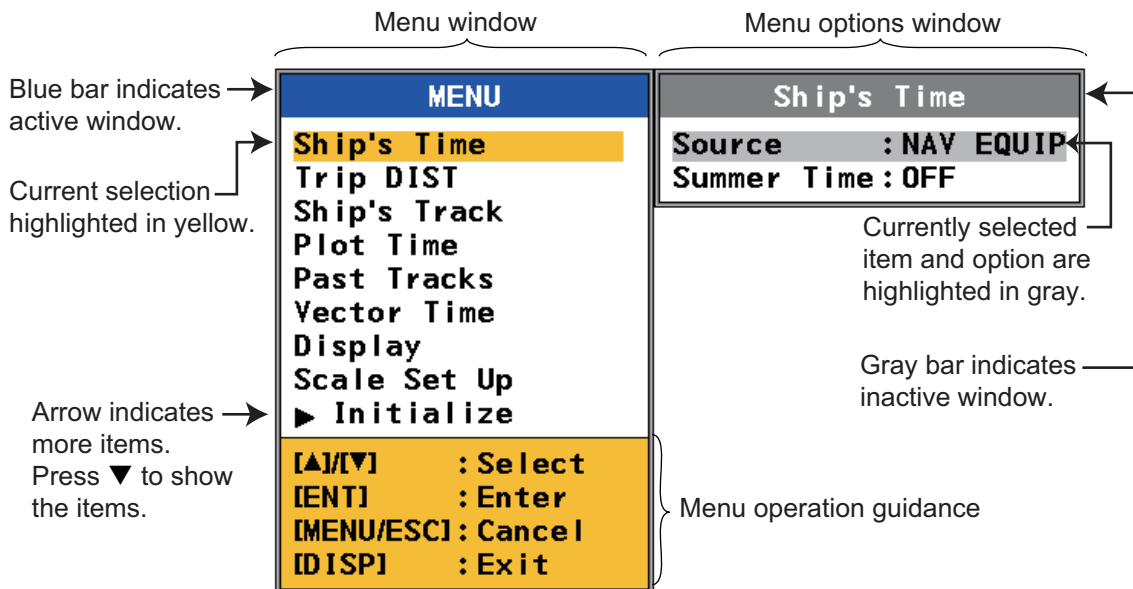 Menu window
Menu options window
Blue bar indicates
active window.
Current selection
highlighted in yellow.
Arrow indicates
more items.
Press ▼ to show
the items.
MENU
Ship's Time
Trip DIST
Ship's Track
Plot Time
Past Tracks
Vector Time
Display
Scale Set Up
▶ Initialize
[▲]/[▼] :Select
[ENT] :Enter
[MENU/ESC]:Cancel
[DISP] :Exit
Ship's Time
Source :NAV EQUIP
Summer Time:OFF
Currently selected
item and option are
highlighted in gray.
Gray bar indicates
inactive window.
Menu operation guidance